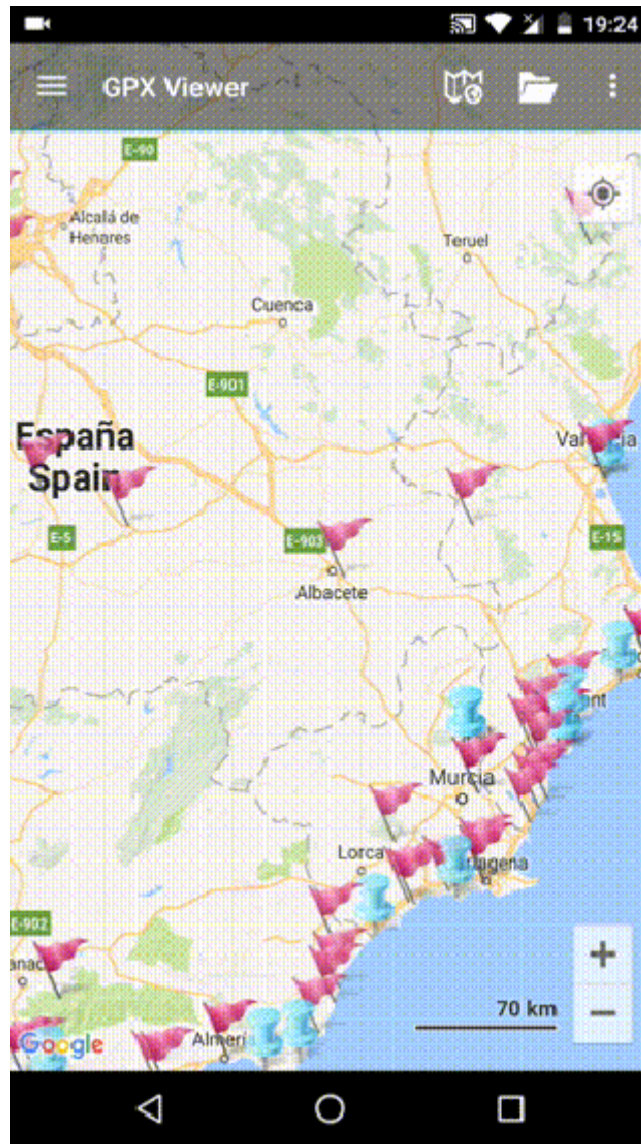 19:24
GPX Viewer
E-90
Alcalá de
Henares
Teruel
Cuenca
E-901
España
Spain
E-5
E-903
E-15
Albacete
Murcia
Lorca
E-902
70 km
Google